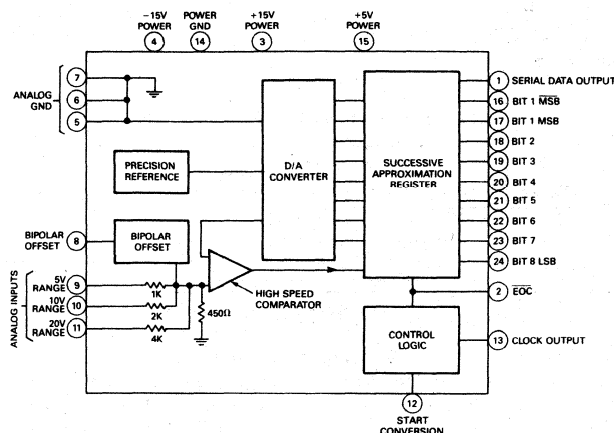 -15V POWER
4
POWER GND
14
+15V POWER
3
+5V POWER
15
ANALOG GND
7
6
5
PRECISION REFERENCE
D/A CONVERTER
SUCCESSIVE APPROXIMATION REGISTER
1 SERIAL DATA OUTPUT
16 BIT 1 M̅S̅B̅
17 BIT 1 MSB
18 BIT 2
19 BIT 3
20 BIT 4
21 BIT 5
22 BIT 6
23 BIT 7
24 BIT 8 LSB
BIPOLAR OFFSET 8
BIPOLAR OFFSET
ANALOG INPUTS
5V RANGE 9
1K
10V RANGE 10
2K
20V RANGE 11
4K
450Ω
HIGH SPEED COMPARATOR
2 E̅O̅C̅
CONTROL LOGIC
13 CLOCK OUTPUT
12
START CONVERSION